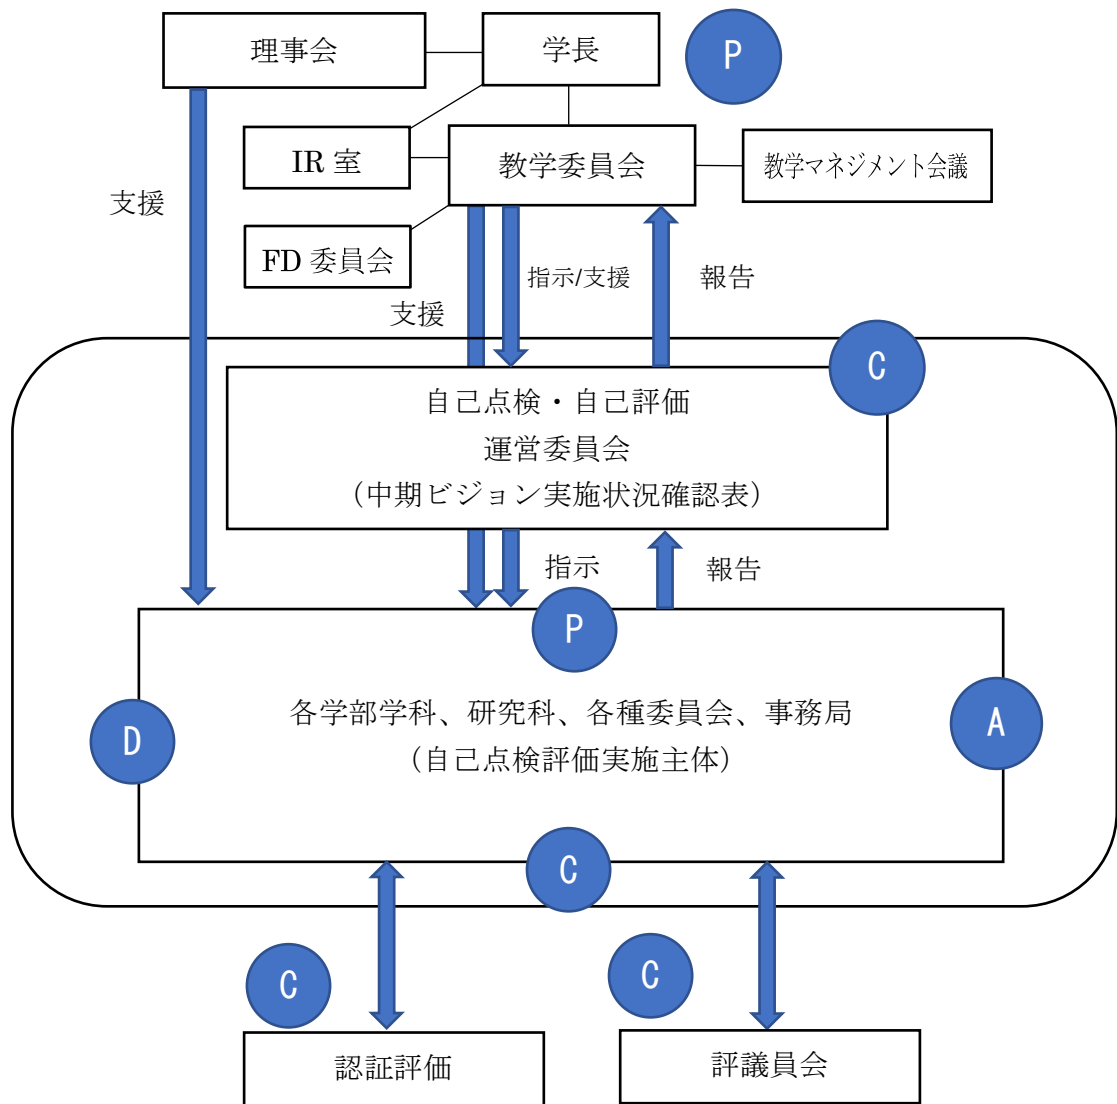 理事会
学長
P
IR 室
教学委員会
教学マネジメント会議
支援
FD 委員会
指示/支援
報告
支援
C
自己点検・自己評価
運営委員会
（中期ビジョン実施状況確認表）
指示
報告
P
各学部学科、研究科、各種委員会、事務局
（自己点検評価実施主体）
D
A
C
C
C
認証評価
評議員会